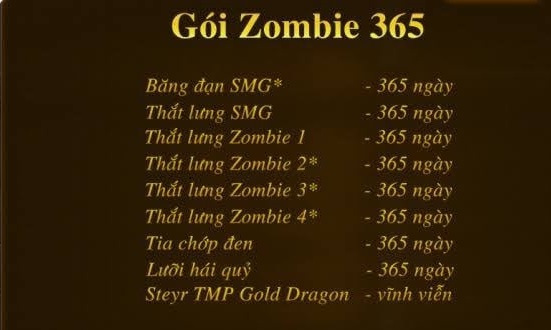 Gói Zombie 365
Băng đạn SMG* - 365 ngày
Thắt lưng SMG - 365 ngày
Thắt lưng Zombie 1 - 365 ngày
Thắt lưng Zombie 2* - 365 ngày
Thắt lưng Zombie 3* - 365 ngày
Thắt lưng Zombie 4* - 365 ngày
Tia chớp đen - 365 ngày
Lưỡi hái quỷ - 365 ngày
Steyr TMP Gold Dragon - vĩnh viễn